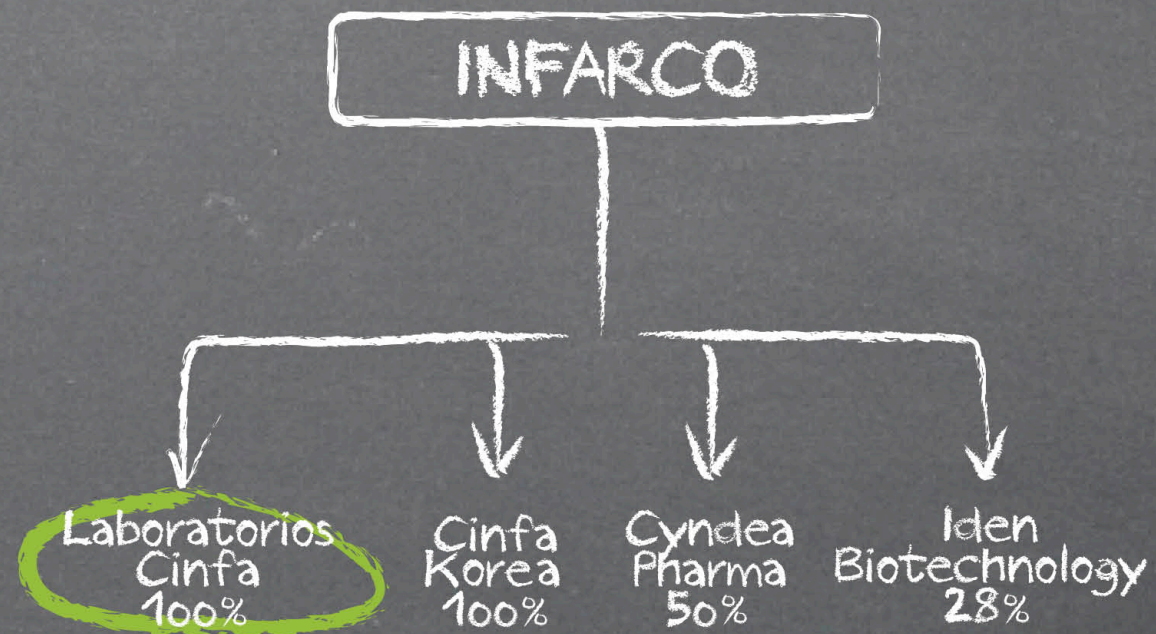 INFARCO
Laboratorios
Cinfa
100%
Cinfa
Korea
100%
Cyndea
Pharma
50%
Iden
Biotechnology
28%